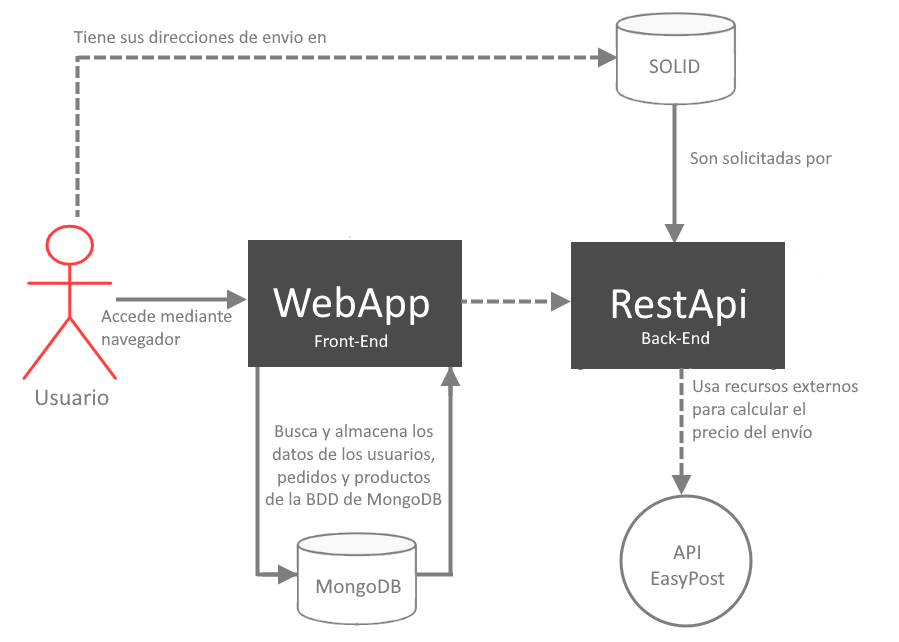 Tiene sus direcciones de envio en
SOLID
Son solicitadas por
WebApp
Front-End
RestApi
Back-End
Accede mediante
navegador
Usuario
Usa recursos externos
para calcular el
precio del envío
Busca y almacena los
datos de los usuarios,
pedidos y productos
de la BDD de MongoDB
MongoDB
API
EasyPost